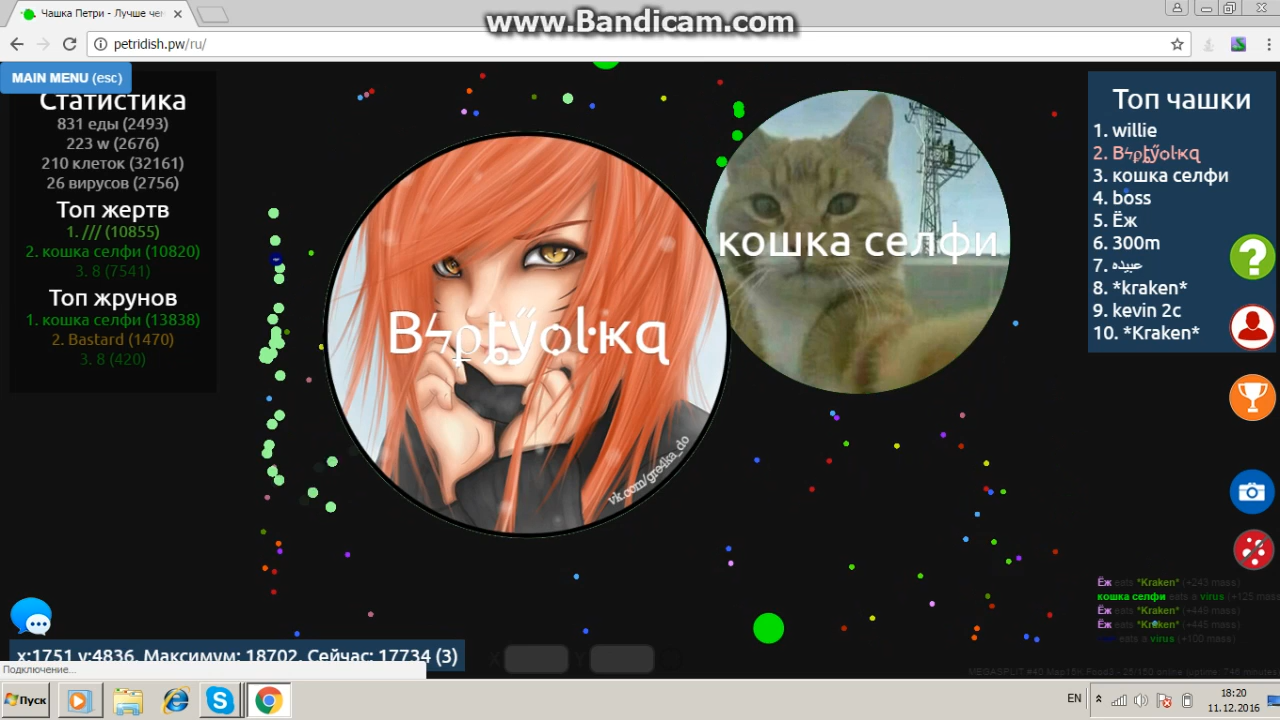 www.Bandicam.com
Чашка Петри - Лучше чем
petridish.pw/ru/
MAIN MENU (esc)
Статистика
831 еды (2493)
223 w (2676)
210 клеток (32161)
26 вирусов (2756)
Топ жертв
1. /// (10855)
2. кошка селфи (10820)
3. 8 (7541)
Топ жрунов
1. кошка селфи (13838)
2. Bastard (1470)
3. 8 (420)
кошка селфи
vk.com/gre4ka_do
Топ чашки
1. willie
2.
3. кошка селфи
4. boss
5. Ёж
6. 300m
7. عبيده
8. *kraken*
9. kevin 2c
10. *Kraken*
Ёж eats *Kraken* (+243 mass)
кошка селфи eats a virus (+125 mass
Ёж eats *Kraken* (+449 mass)
Ёж eats *Kraken* (+445 mass)
eats a virus (+100 mass)
x:1751 y:4836, Максимум: 18702, Сейчас: 17734 (3)
X Y
Подключение...
Пуск
EN
18:20
11.12.2016